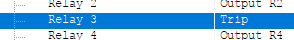 Relay 2 Output R2
Relay 3 Trip
Relay 4 Output R4